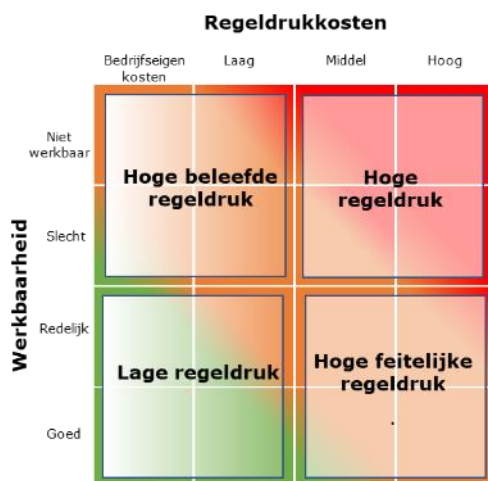 Regeldrukkosten
Bedrijfseigen
kosten
Laag
Middel
Hoog
Werkbaarheid
Niet
werkbaar
Slecht
Redelijk
Goed
Hoge beleefde
regeldruk
Hoge
regeldruk
Lage regeldruk
Hoge feitelijke
regeldruk
.